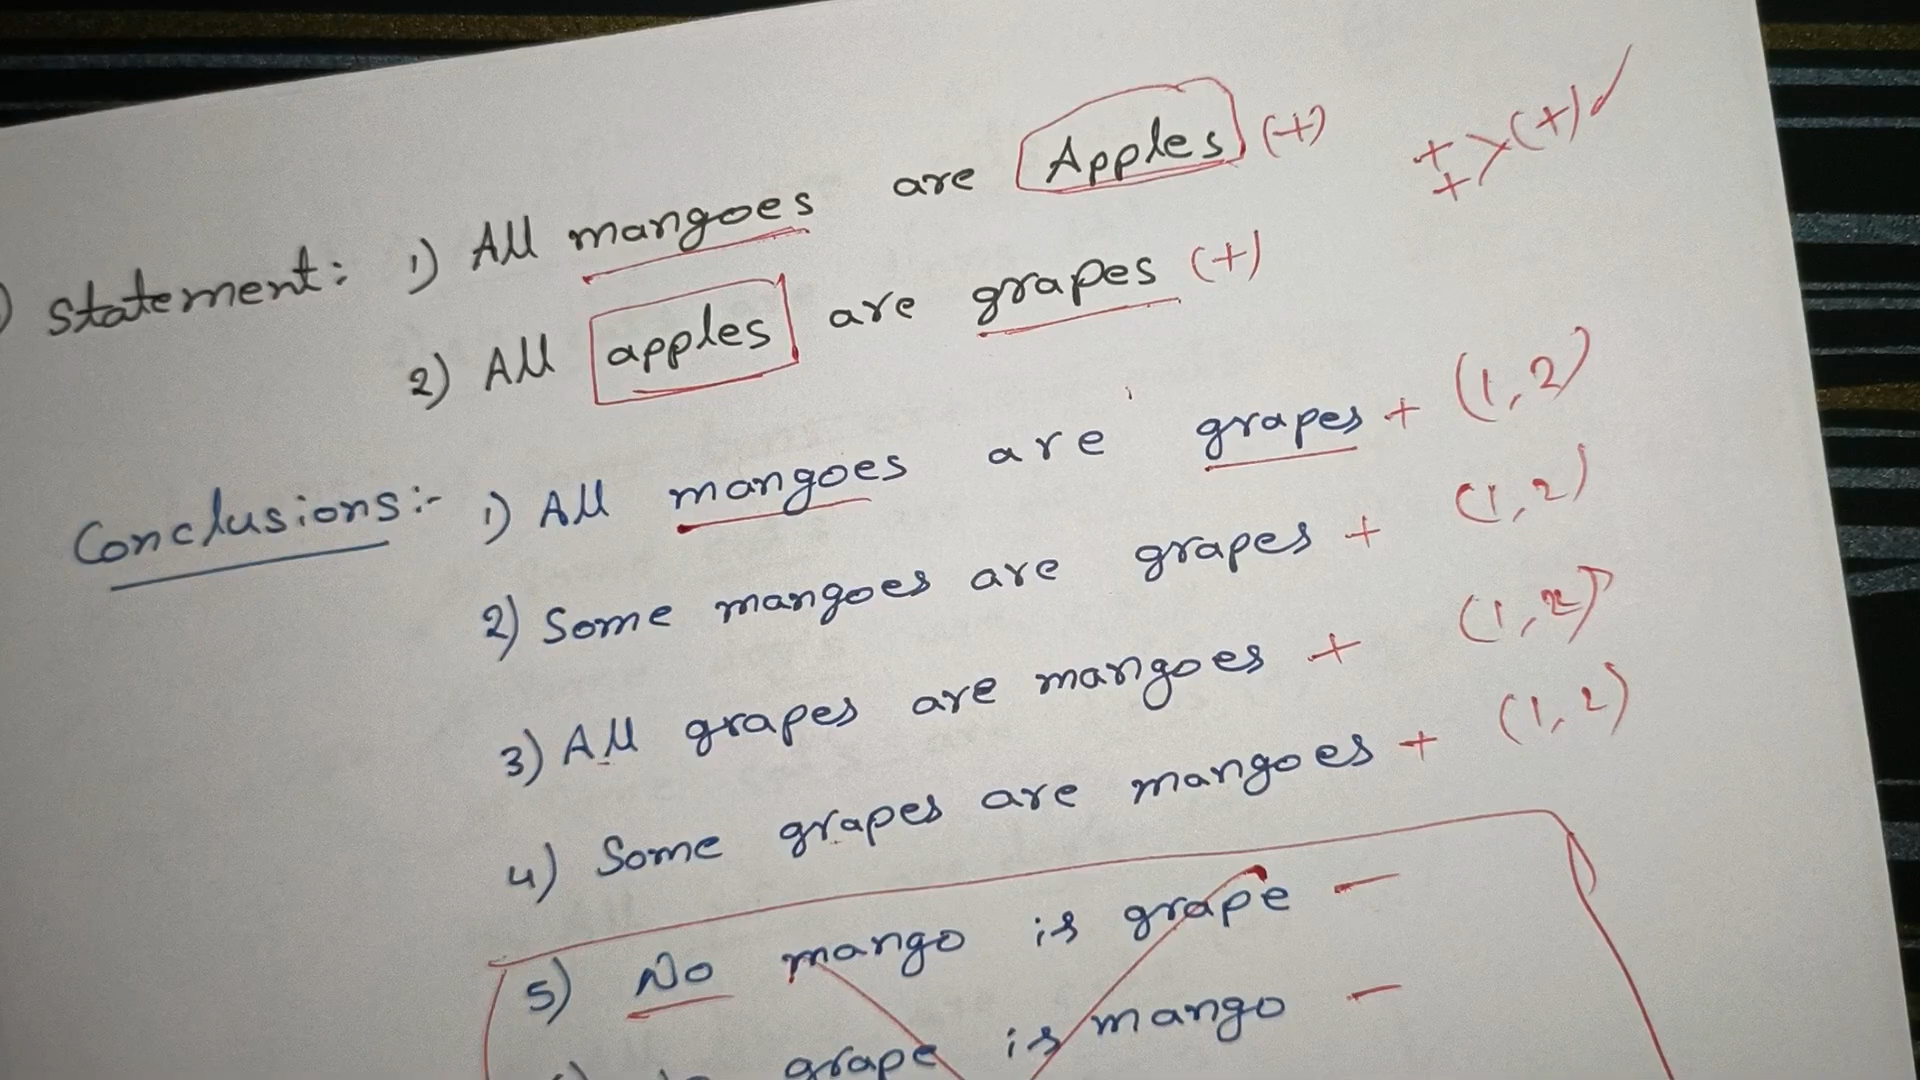 Statement: 1) All mangoes are Apples (+)
+ + > (+) ✓
2) All apples are grapes (+)
Conclusions:- 1) All mangoes are grapes + (1,2)
2) Some mangoes are grapes + (1,2)
3) All grapes are mangoes + (1,2)
4) Some grapes are mangoes + (1,2)
5) No mango is grape -
grape is mango -